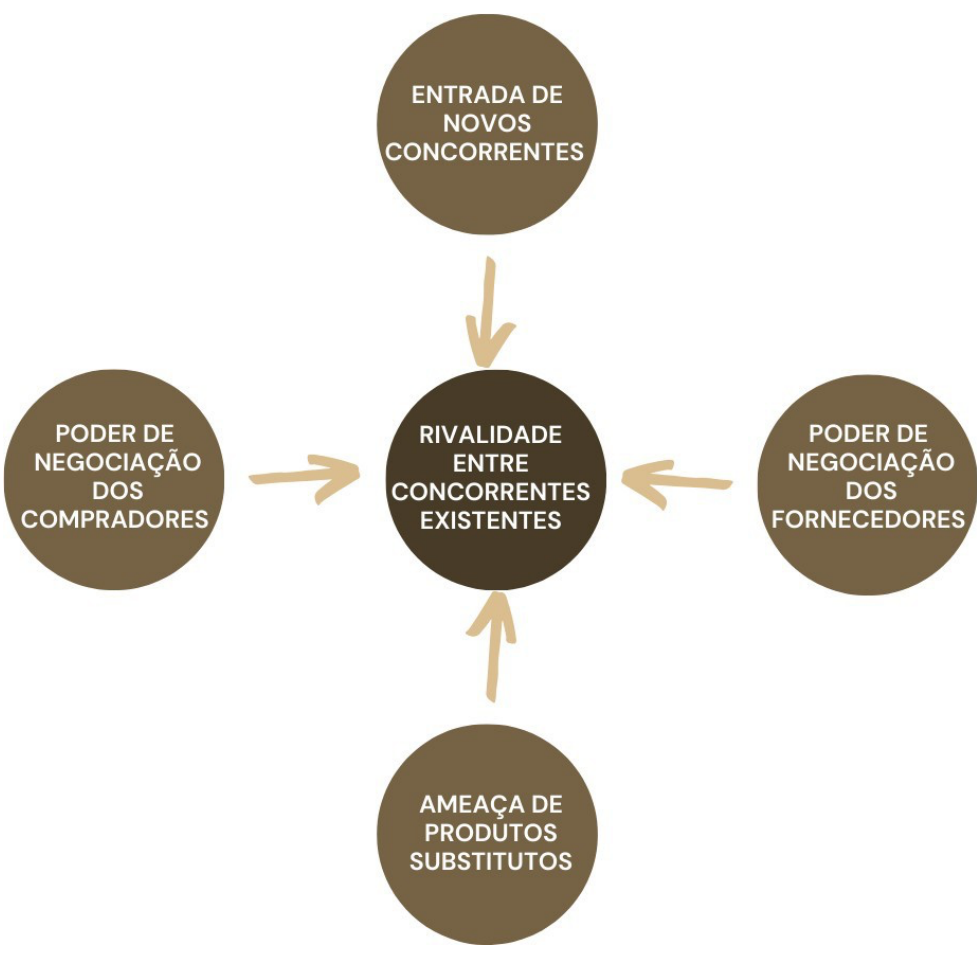 ENTRADA DE
NOVOS
CONCORRENTES
PODER DE
NEGOCIAÇÃO
DOS
COMPRADORES
RIVALIDADE
ENTRE
CONCORRENTES
EXISTENTES
PODER DE
NEGOCIAÇÃO
DOS
FORNECEDORES
AMEAÇA DE
PRODUTOS
SUBSTITUTOS